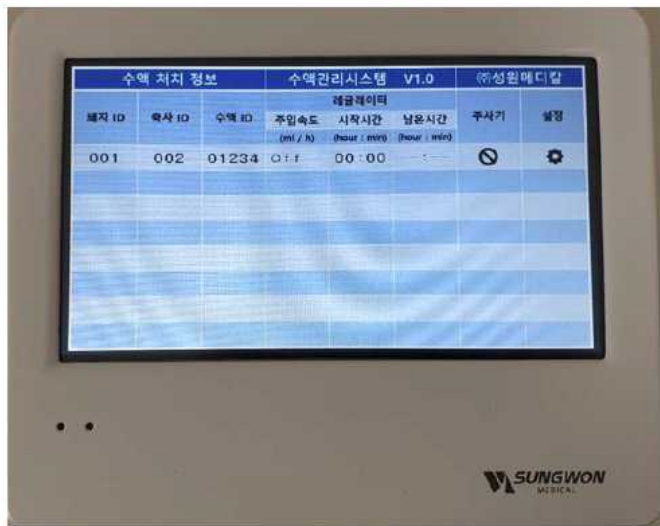 수액 처치 정보 수액관리시스템 V1.0 ㈜성원메디칼
돼지 ID 축사 ID 수액 ID 레귤레이터 주사기 설정
주입속도 시작시간 남은시간
(ml / h) (hour : min) (hour : min)
001 002 01234 Off 00:00 --:--
SUNGWON
MEDICAL